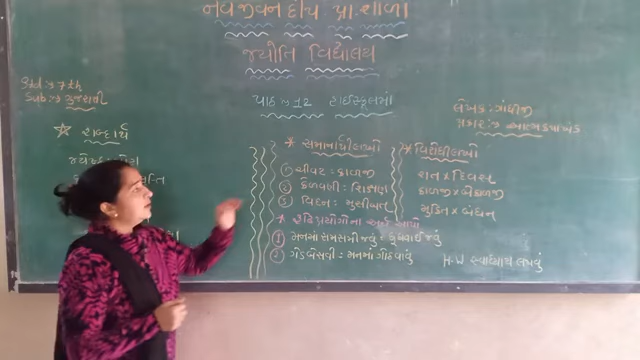 નવજીવન દીપ પ્રા. શાળા
જ્યોતિ વિદ્યાલય
Std :- 7th
Sub :- ગુજરાતી
પાઠ :- 12 હાઈસ્કૂલમાં
લેખક : ગાંધીજી
પ્રકાર :- આત્મકથાખંડ
* શબ્દાર્થ
* સમાનાર્થી શબ્દો
① ચીવટ : કાળજી
② કેળવણી : શિક્ષણ
③ વિઘ્ન : મુસીબત
* રૂઢિપ્રયોગોના અર્થ આપો
① મનમાં સમસમી જવું :
② ગેડ બેસવી : મનમાં ગોઠવાવું
* વિરોધી શબ્દો
રાત × દિવસ
કાળજી × બેકાળજી
મુક્તિ × બંધન
H.W સ્વાધ્યાય લખવું